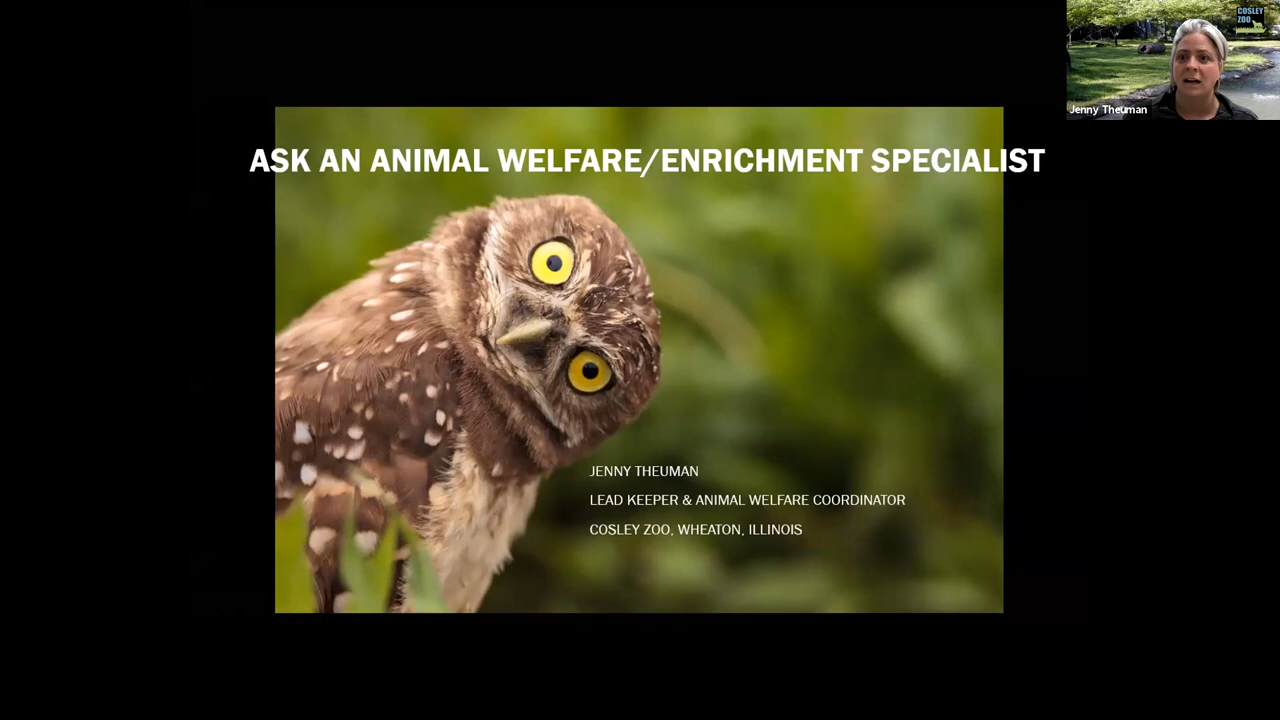 COSLEY
ZOO
Jenny Theuman
ASK AN ANIMAL WELFARE/ENRICHMENT SPECIALIST
JENNY THEUMAN
LEAD KEEPER & ANIMAL WELFARE COORDINATOR
COSLEY ZOO, WHEATON, ILLINOIS